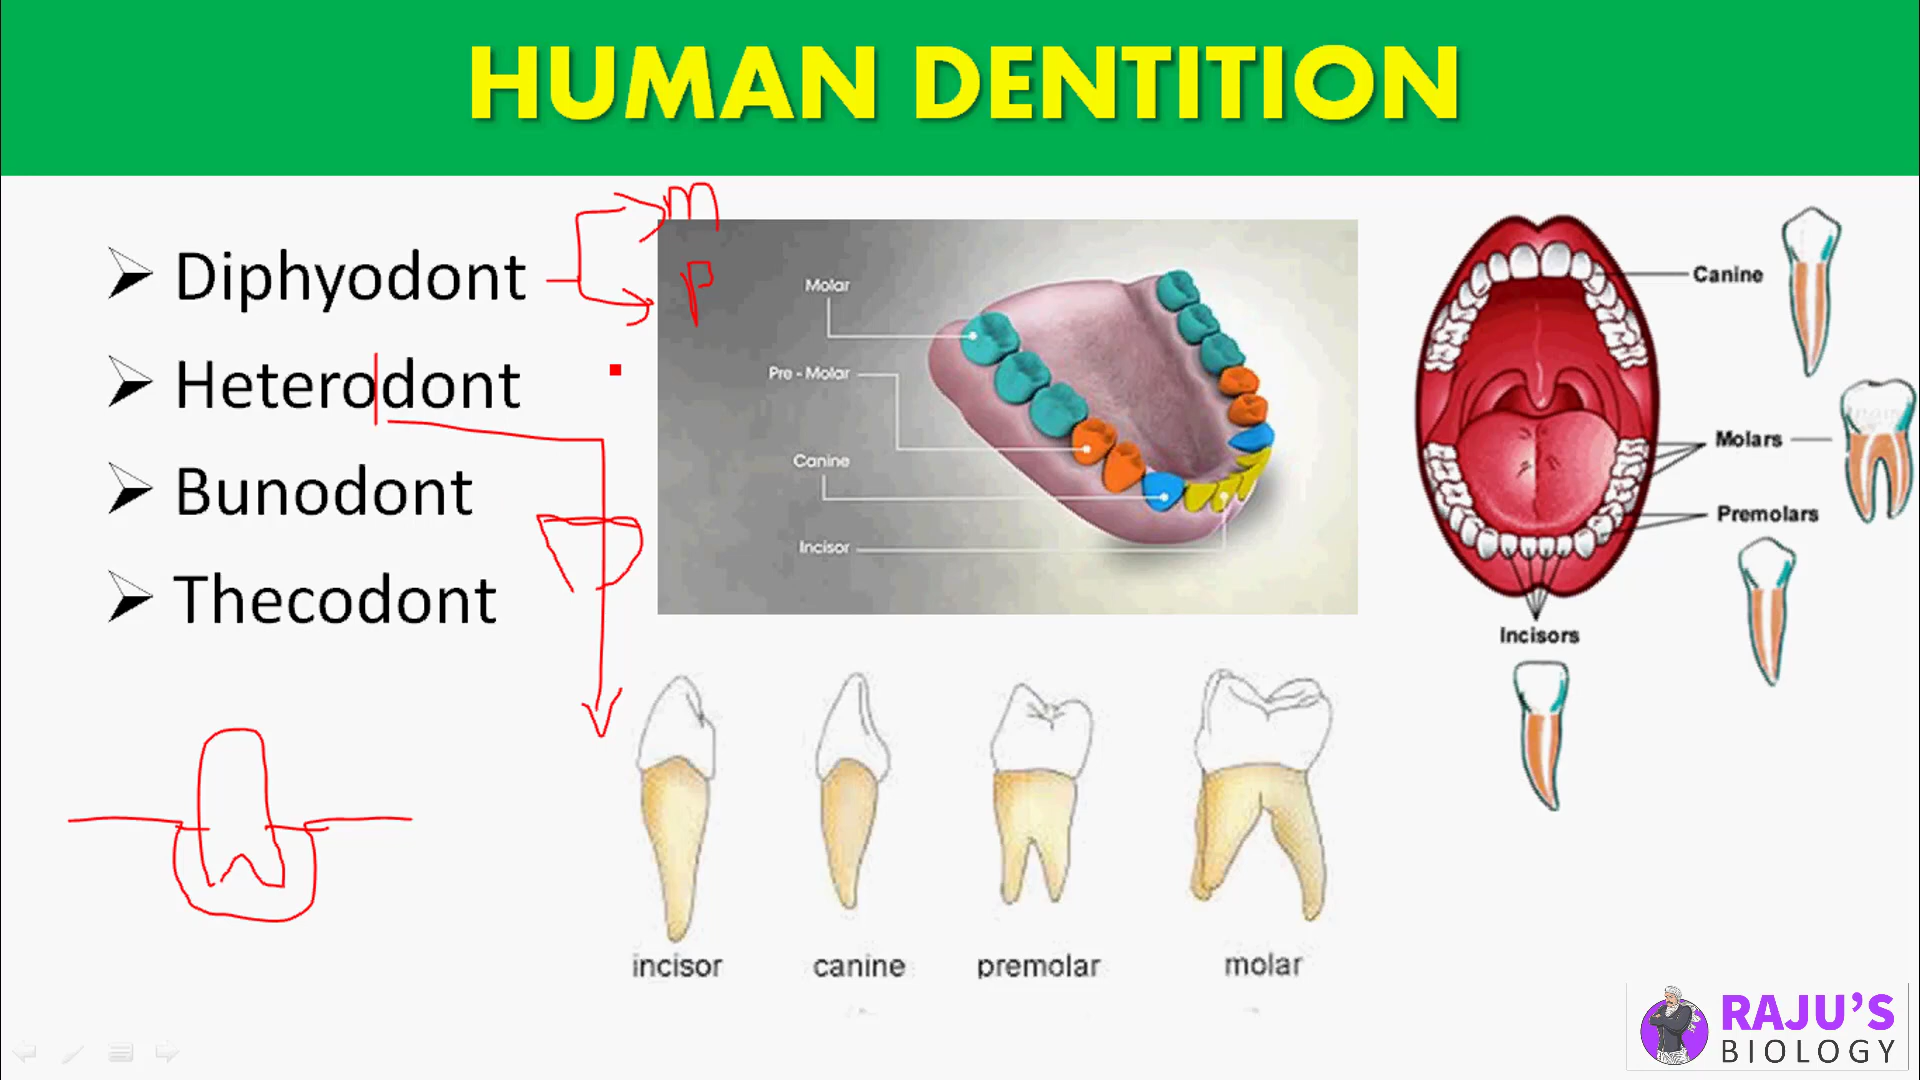 HUMAN DENTITION
Diphyodont
m
p
Heterodont
Bunodont
Thecodont
Molar
Pre - Molar
Canine
Incisor
Canine
Molars
Premolars
Incisors
incisor
canine
premolar
molar
RAJU'S
BIOLOGY